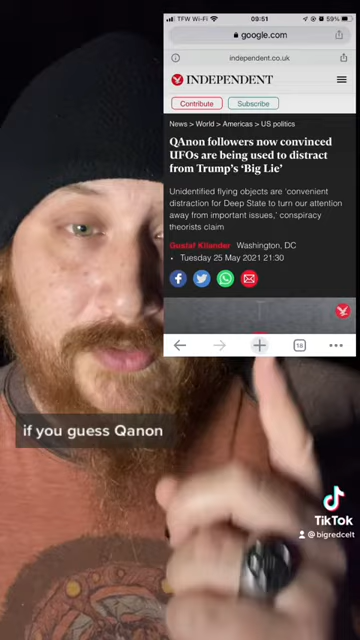 TFW Wi-Fi
09:51
59%
google.com
independent.co.uk
INDEPENDENT
Contribute
Subscribe
News > World > Americas > US politics
QAnon followers now convinced
UFOs are being used to distract
from Trump's 'Big Lie'
Unidentified flying objects are 'convenient
distraction for Deep State to turn our attention
away from important issues,' conspiracy
theorists claim
Gustaf Kilander Washington, DC
• Tuesday 25 May 2021 21:30
if you guess Qanon
TikTok
@bigredcelt